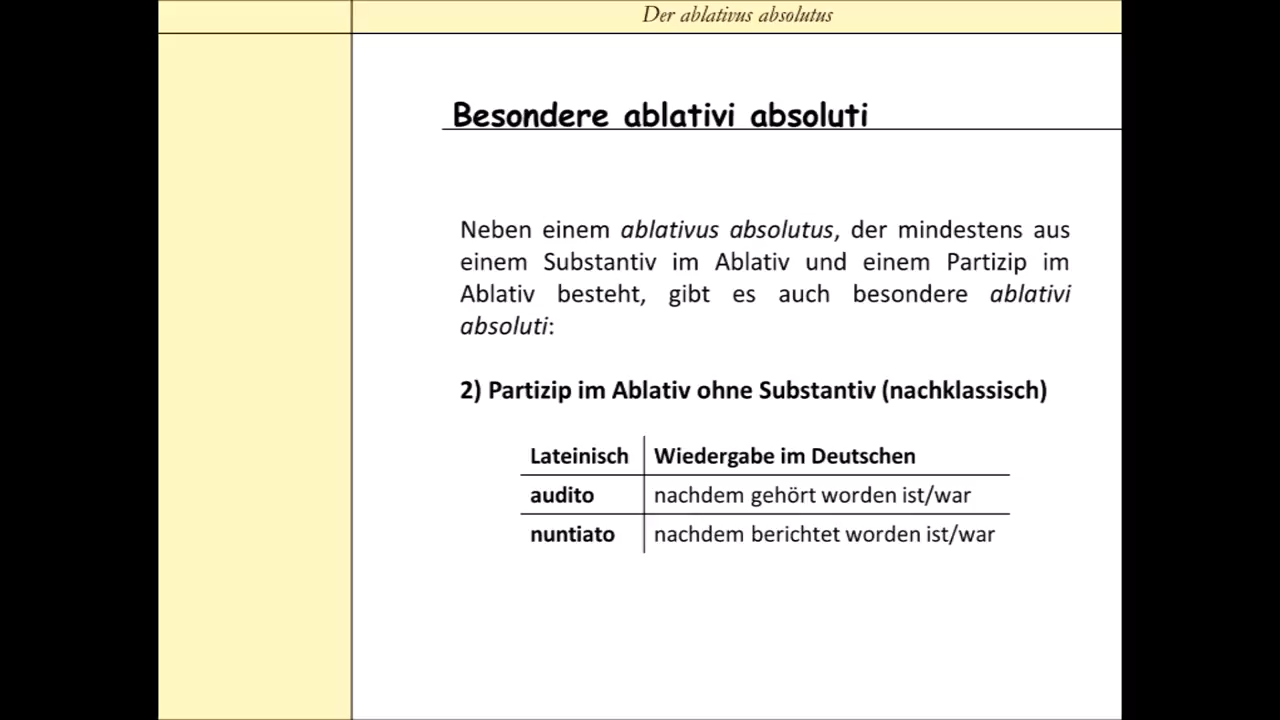 Der ablativus absolutus
Besondere ablativi absoluti
Neben einem ablativus absolutus, der mindestens aus
einem Substantiv im Ablativ und einem Partizip im
Ablativ besteht, gibt es auch besondere ablativi
absoluti:
2) Partizip im Ablativ ohne Substantiv (nachklassisch)
Lateinisch Wiedergabe im Deutschen
audito nachdem gehört worden ist/war
nuntiato nachdem berichtet worden ist/war